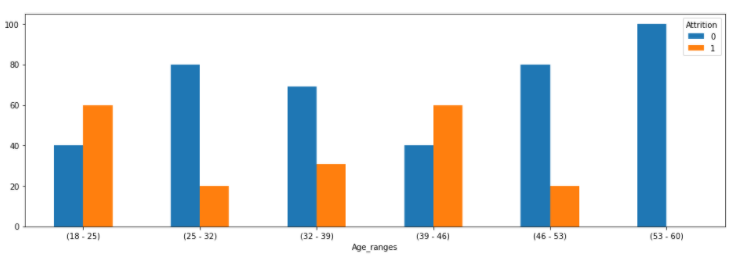 Attrition
0
1
100
80
60
40
20
0
(18 - 25) (25 - 32) (32 - 39) (39 - 46) (46 - 53) (53 - 60)
Age_ranges